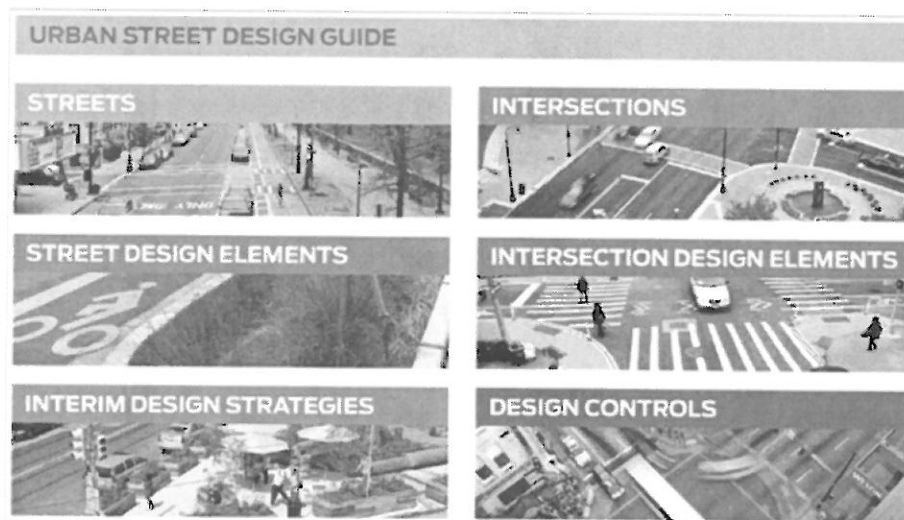 URBAN STREET DESIGN GUIDE
STREETS
INTERSECTIONS
STREET DESIGN ELEMENTS
INTERSECTION DESIGN ELEMENTS
INTERIM DESIGN STRATEGIES
DESIGN CONTROLS